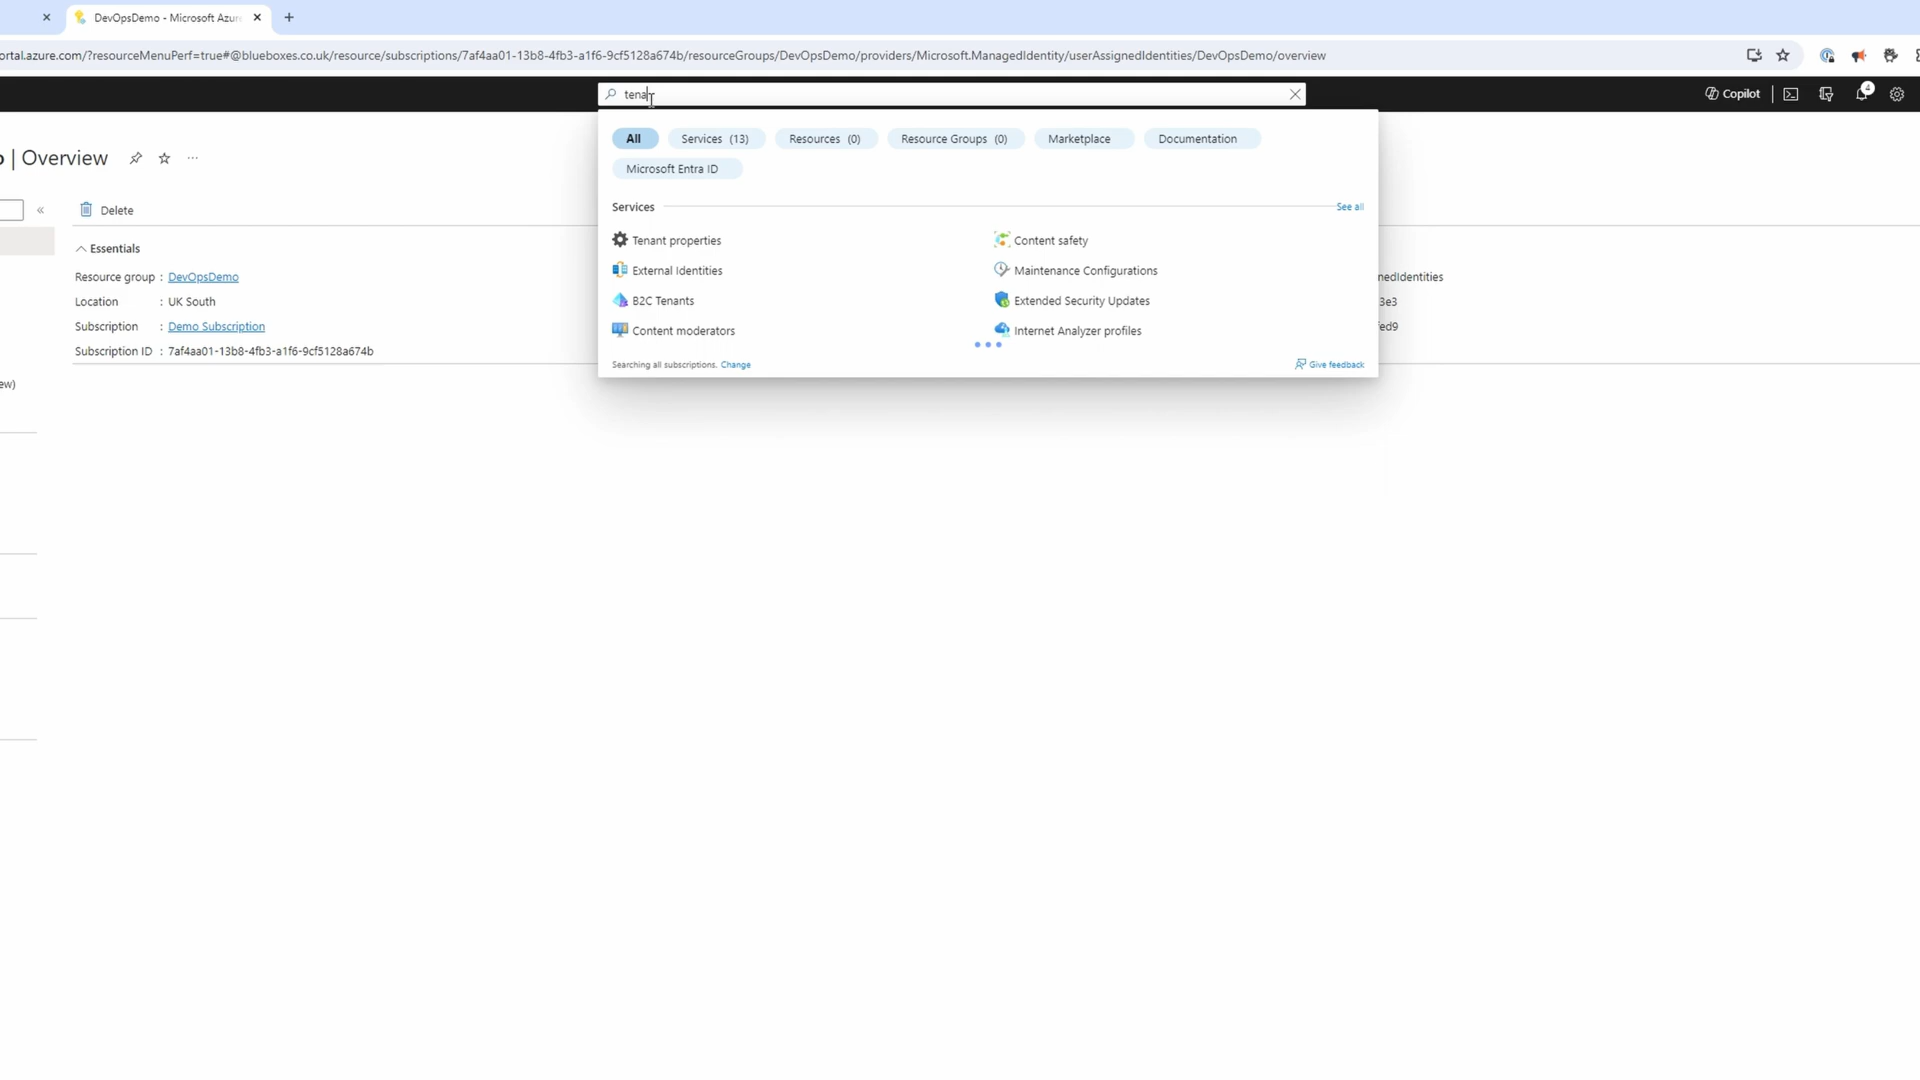 DevOpsDemo - Microsoft Azur
ortal.azure.com/?resourceMenuPerf=true#@blueboxes.co.uk/resource/subscriptions/7af4aa01-13b8-4fb3-a1f6-9cf5128a674b/resourceGroups/DevOpsDemo/providers/Microsoft.ManagedIdentity/userAssignedIdentities/DevOpsDemo/overview
tena
Copilot
4
| Overview
All
Services (13)
Resources (0)
Resource Groups (0)
Marketplace
Documentation
Microsoft Entra ID
Services
See all
Tenant properties
Content safety
External Identities
Maintenance Configurations
B2C Tenants
Extended Security Updates
Content moderators
Internet Analyzer profiles
Searching all subscriptions. Change
Give feedback
Delete
Essentials
Resource group : DevOpsDemo
nedIdentities
Location : UK South
3e3
Subscription : Demo Subscription
ed9
Subscription ID : 7af4aa01-13b8-4fb3-a1f6-9cf5128a674b
ew)